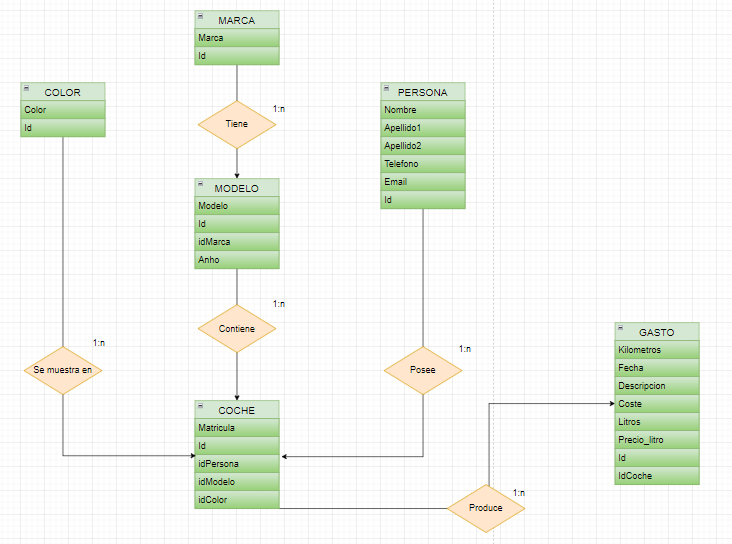 MARCA
Marca
Id
COLOR
Color
Id
PERSONA
Nombre
Apellido1
Apellido2
Telefono
Email
Id
1:n
Tiene
MODELO
Modelo
Id
idMarca
Anho
1:n
Contiene
1:n
Se muestra en
1:n
Posee
GASTO
Kilometros
Fecha
Descripcion
Coste
Litros
Precio_litro
Id
IdCoche
COCHE
Matricula
Id
idPersona
idModelo
idColor
1:n
Produce